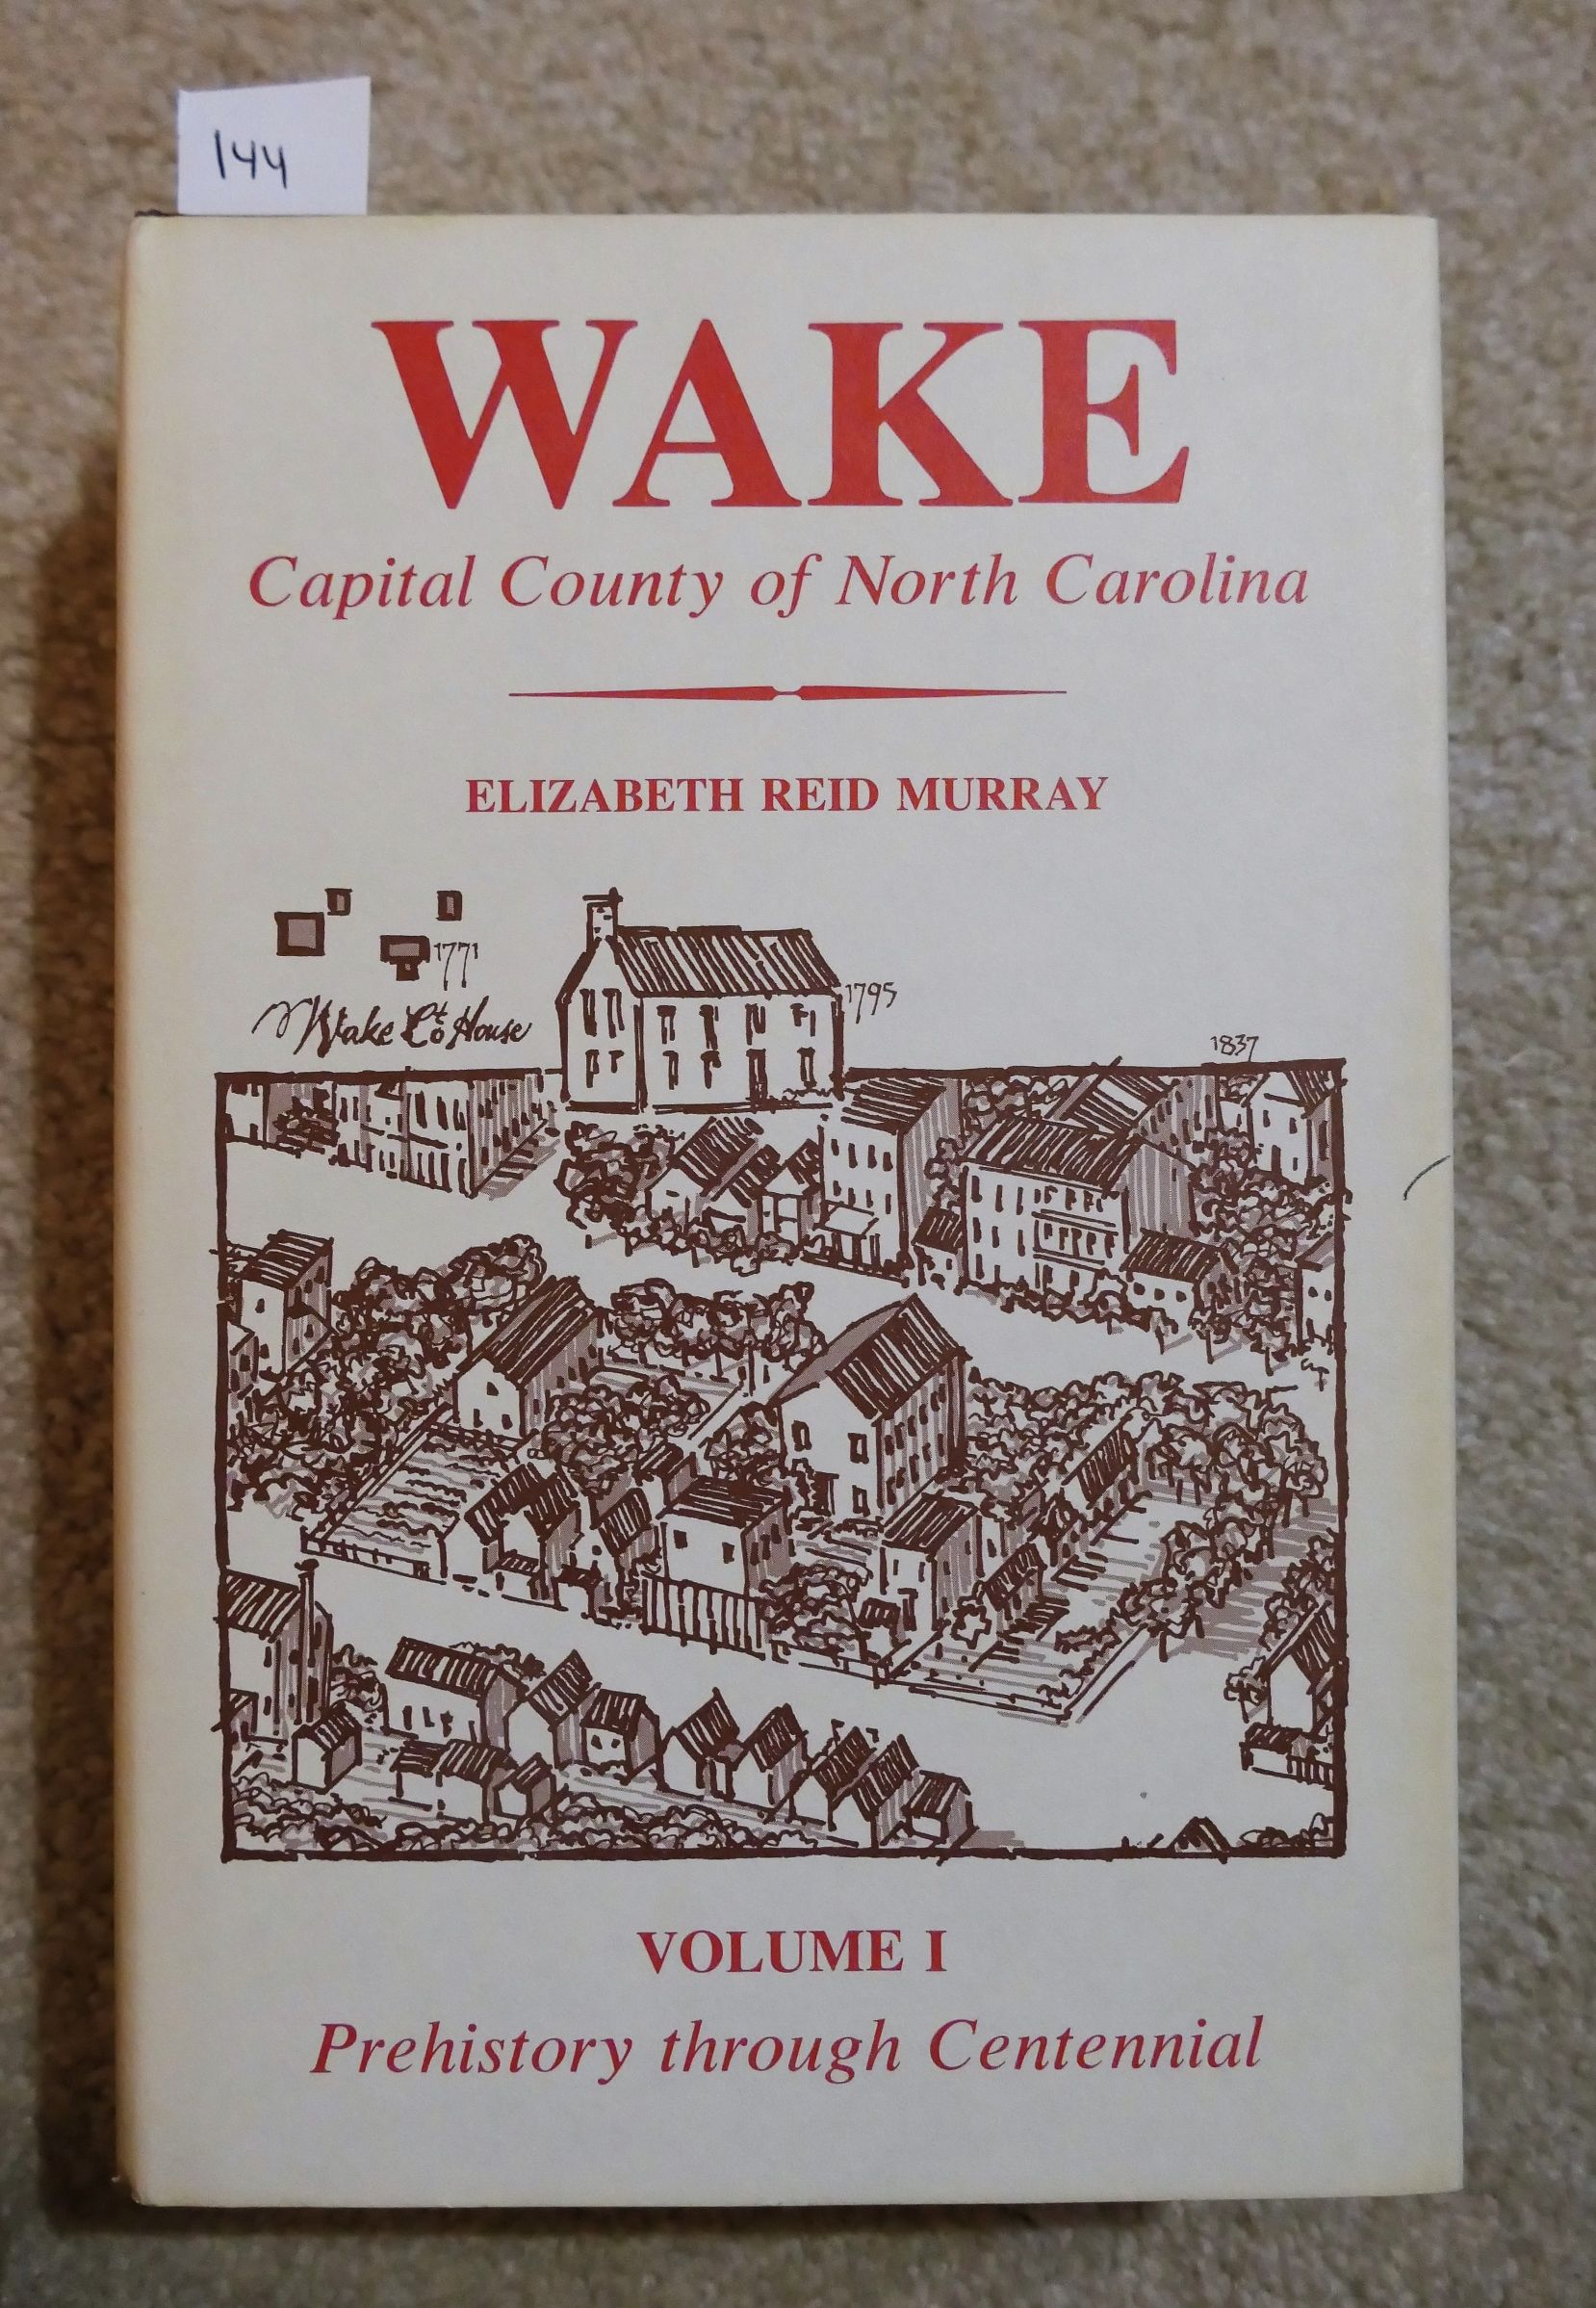 144
WAKE
Capital County of North Carolina
ELIZABETH REID MURRAY
1771
Wake Ct House
1795
1837
VOLUME I
Prehistory through Centennial